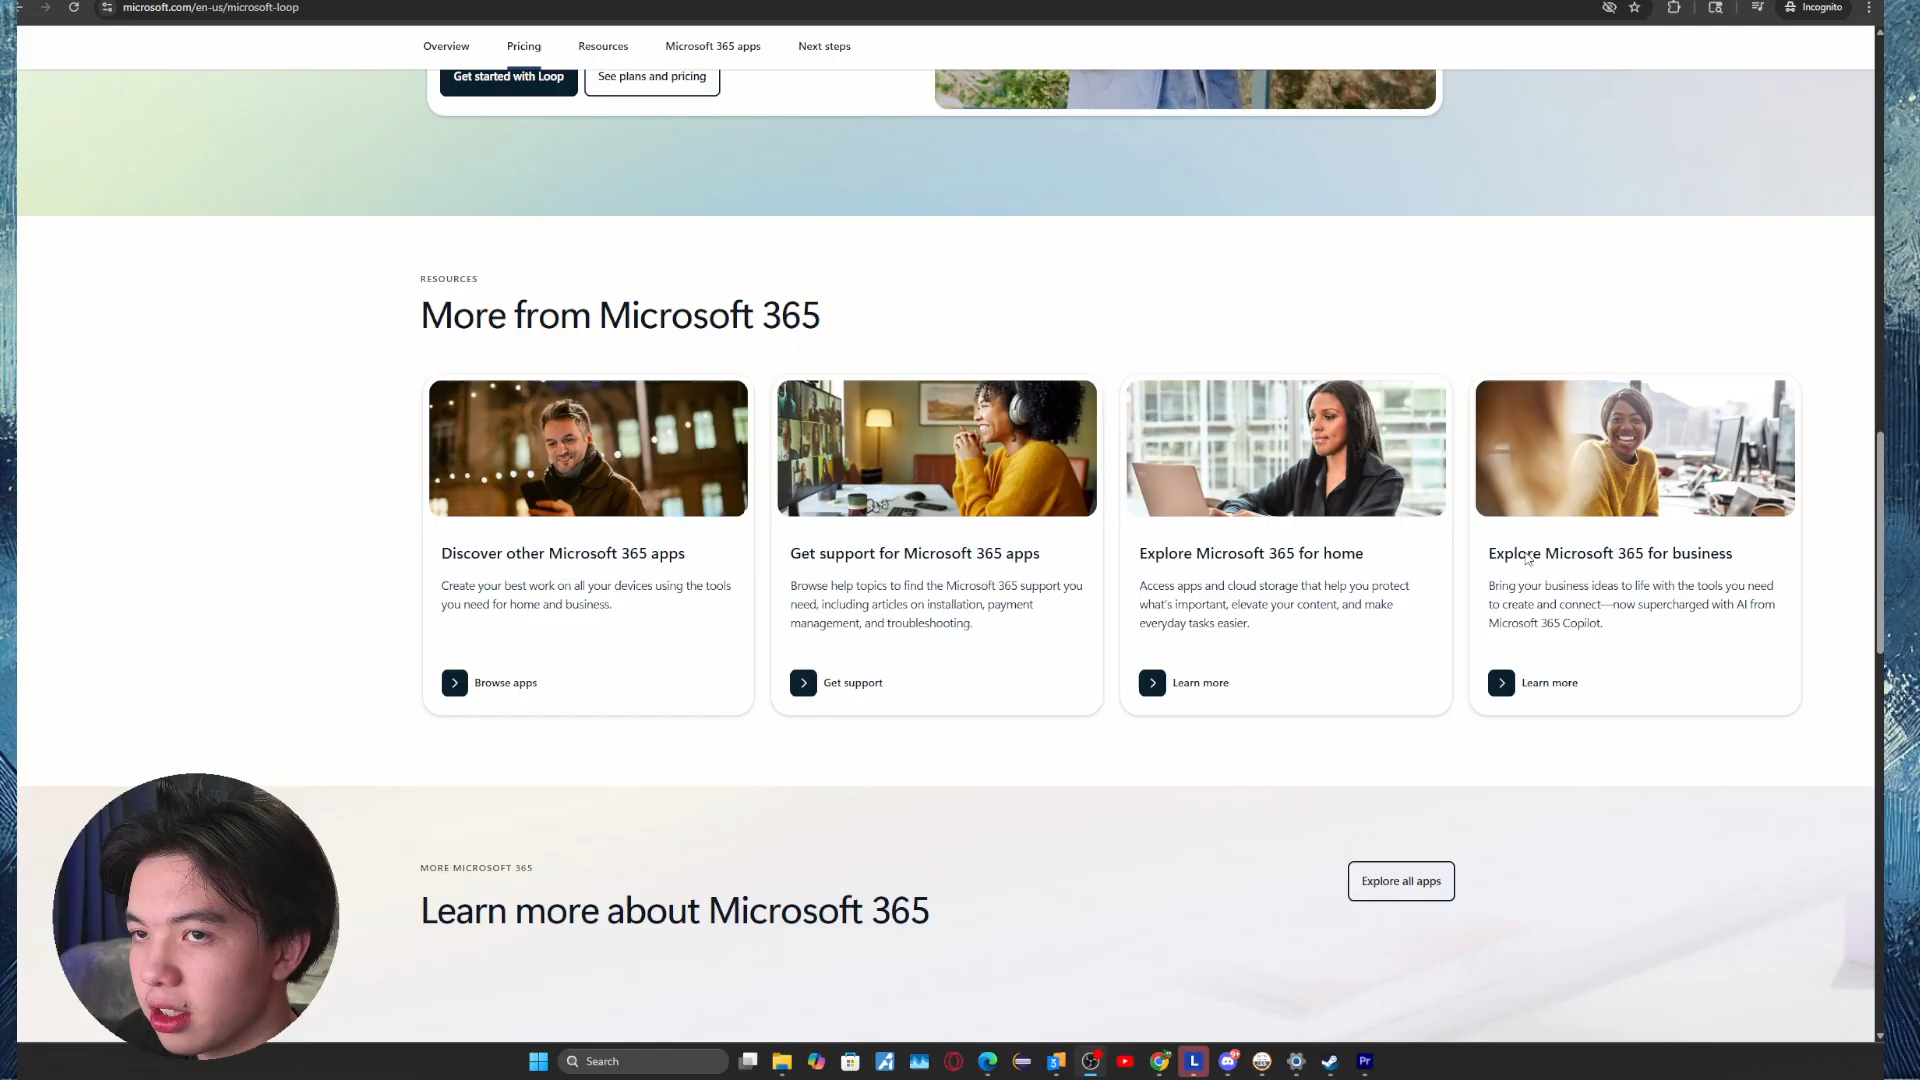 microsoft.com/en-us/microsoft-loop
Incognito
Overview
Pricing
Resources
Microsoft 365 apps
Next steps
Get started with Loop
See plans and pricing
RESOURCES
More from Microsoft 365
Discover other Microsoft 365 apps
Create your best work on all your devices using the tools
you need for home and business.
Browse apps
Get support for Microsoft 365 apps
Browse help topics to find the Microsoft 365 support you
need, including articles on installation, payment
management, and troubleshooting.
Get support
Explore Microsoft 365 for home
Access apps and cloud storage that help you protect
what's important, elevate your content, and make
everyday tasks easier.
Learn more
Explore Microsoft 365 for business
Bring your business ideas to life with the tools you need
to create and connect—now supercharged with AI from
Microsoft 365 Copilot.
Learn more
MORE MICROSOFT 365
Learn more about Microsoft 365
Explore all apps
Search
L
Pr